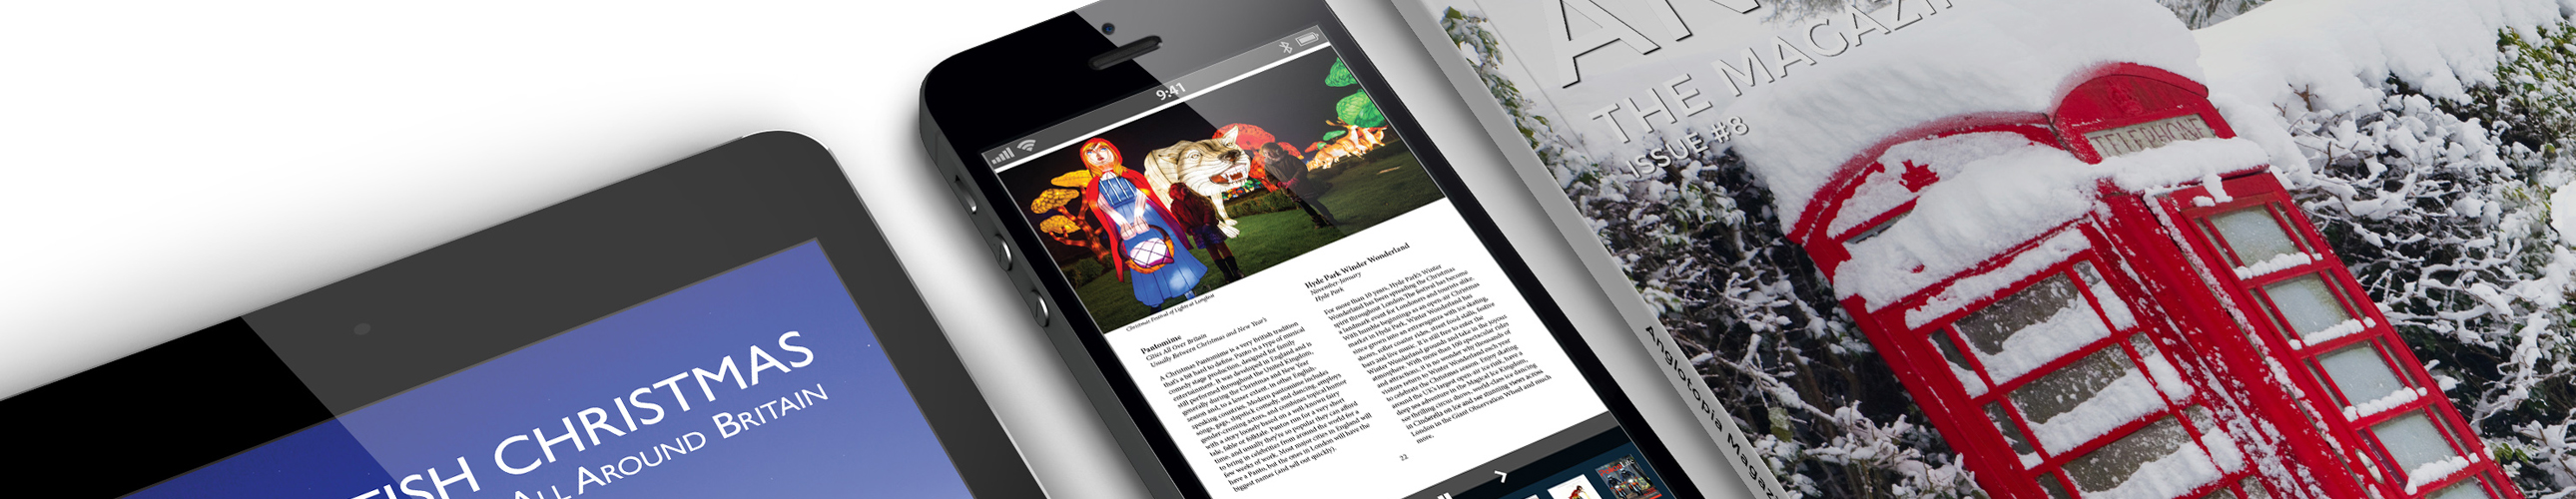 TISH CHRISTMAS
ALL AROUND BRITAIN
9:41
Christmas Festival of Lights at Longleat
Pantomime
Cities All Over Britain
Usually Between Christmas and New Year's
A Christmas Pantomime is a very British tradition
that's a bit hard to define. Panto is a type of musical
comedy stage production, designed for family
entertainment. It was developed in England and is
still performed throughout the United Kingdom,
generally during the Christmas and New Year
season and, to a lesser extent, in other English-
speaking countries. Modern pantomime includes
songs, gags, slapstick comedy, and dancing, employs
gender-crossing actors, and combines topical humor
with a story loosely based on a well-known fairy
tale, fable or folktale. Pantos run for a very short
time, and usually they're so popular they can afford
to bring in celebrities from around the world for a
few weeks of work. Most major cities in England will
have a Panto, but the ones in London will have the
biggest names (and sell out quickly).
Hyde Park Winder Wonderland
November-January
Hyde Park
For more than 10 years, Hyde Park's Winter
Wonderland has been spreading the Christmas
spirit throughout London. The festival has become
a landmark event for Londoners and tourists alike.
With humble beginnings as an open-air Christmas
market in Hyde Park, Winter Wonderland has
since grown into an extravaganza with ice skating,
shows, roller coaster rides, street food stalls, festive
bars and live music. It is still free to enter the
Winter Wonderland grounds and take in the joyous
atmosphere. With more than 100 spectacular rides
and attractions, it is no wonder why thousands of
visitors return to Winter Wonderland each year
to celebrate the Christmas season. Enjoy skating
around the UK's largest open-air ice rink, have a
deep sea adventure in the Magical Ice Kingdom,
see thrilling circus shows, world-class ice dancing
in Cinderella on Ice and see stunning views across
London in the Giant Observation Wheel and much
more.
22
AN
THE MAGAZIN
ISSUE #8
TELEPHONE
Anglotopia Magaz